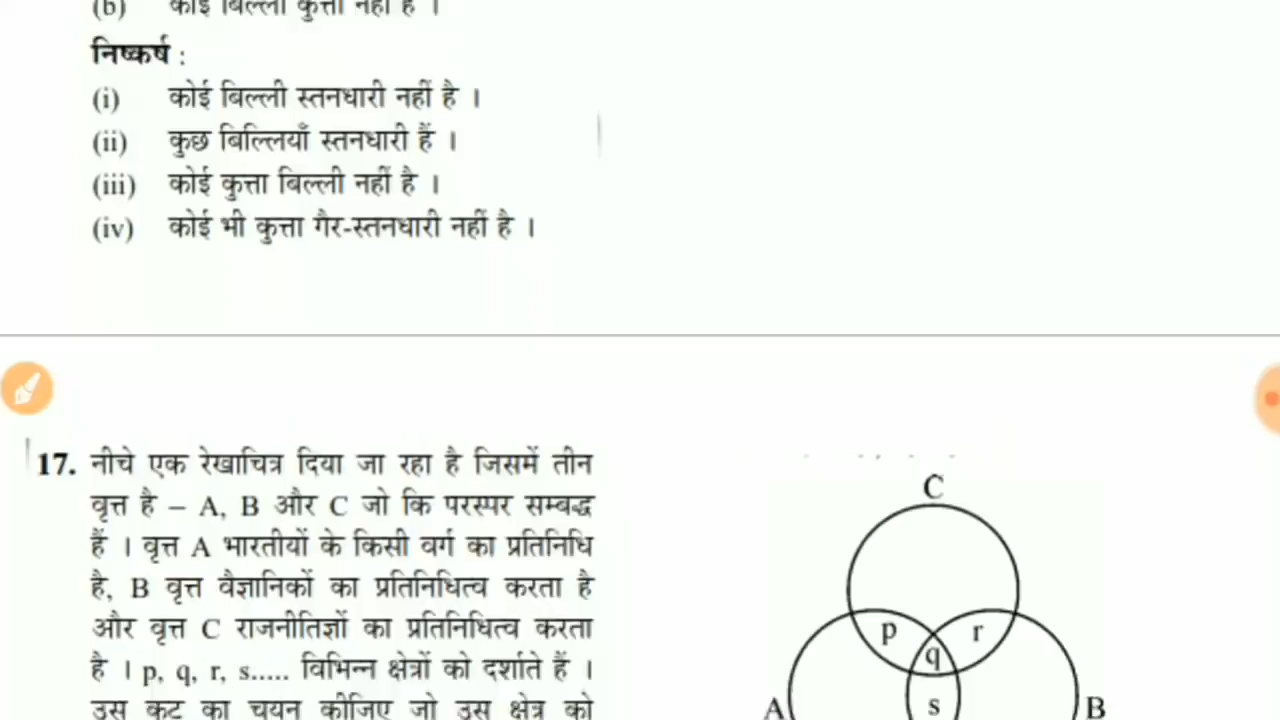 (b) कोई बिल्ली कुत्ता नहीं है ।
निष्कर्ष :
(i) कोई बिल्ली स्तनधारी नहीं है ।
(ii) कुछ बिल्लियाँ स्तनधारी हैं ।
(iii) कोई कुत्ता बिल्ली नहीं है ।
(iv) कोई भी कुत्ता गैर-स्तनधारी नहीं है ।
17. नीचे एक रेखाचित्र दिया जा रहा है जिसमें तीन
वृत्त है – A, B और C जो कि परस्पर सम्बद्ध
हैं । वृत्त A भारतीयों के किसी वर्ग का प्रतिनिधि
है, B वृत्त वैज्ञानिकों का प्रतिनिधित्व करता है
और वृत्त C राजनीतिज्ञों का प्रतिनिधित्व करता
है । p, q, r, s..... विभिन्न क्षेत्रों को दर्शाते हैं ।
उस कूट का चयन कीजिए जो उस क्षेत्र को
C
p r
q
A s B